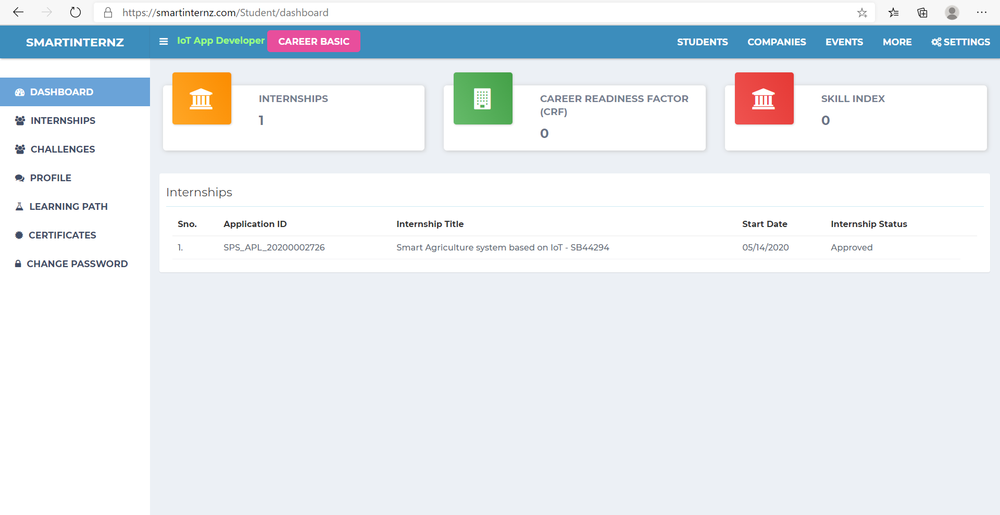 https://smartinternz.com/Student/dashboard
SMARTINTERNZ
IoT App Developer CAREER BASIC STUDENTS COMPANIES EVENTS MORE SETTINGS
DASHBOARD
INTERNSHIPS
CHALLENGES
PROFILE
LEARNING PATH
CERTIFICATES
CHANGE PASSWORD
INTERNSHIPS
1
CAREER READINESS FACTOR
(CRF)
0
SKILL INDEX
0
Internships
Sno. Application ID Internship Title Start Date Internship Status
1. SPS_APL_20200002726 Smart Agriculture system based on IoT - SB44294 05/14/2020 Approved